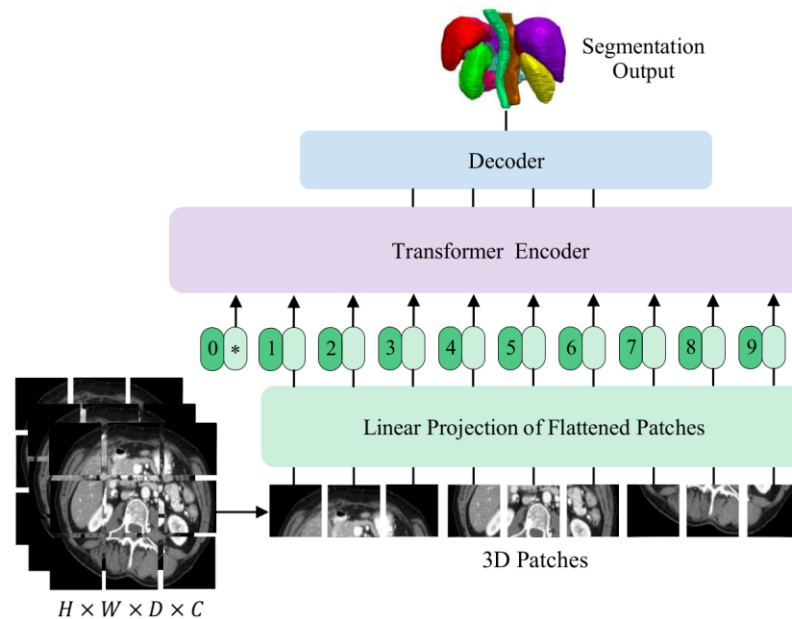 Segmentation
Output
Decoder
Transformer Encoder
0 * 1 2 3 4 5 6 7 8 9
Linear Projection of Flattened Patches
3D Patches
H × W × D × C